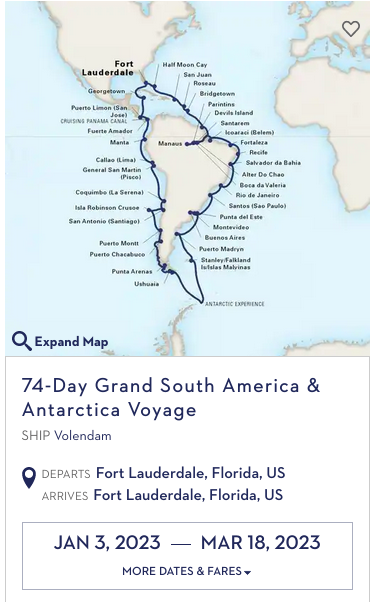 Fort
Lauderdale
Half Moon Cay
San Juan
Roseau
Georgetown
Bridgetown
Parintins
Puerto Limon (San
Jose)
Devils Island
CRUISING PANAMA CANAL
Santarem
Fuerte Amador
Icoaraci (Belem)
Manta
Manaus
Fortaleza
Recife
Callao (Lima)
Salvador da Bahia
General San Martin
(Pisco)
Alter Do Chao
Boca da Valeria
Coquimbo (La Serena)
Rio de Janeiro
Isla Robinson Crusoe
Santos (Sao Paulo)
San Antonio (Santiago)
Punta del Este
Montevideo
Puerto Montt
Buenos Aires
Puerto Chacabuco
Puerto Madryn
Stanley/Falkland
Is/Islas Malvinas
Punta Arenas
Ushuaia
ANTARCTIC EXPERIENCE
Expand Map
74-Day Grand South America &
Antarctica Voyage
SHIP Volendam
DEPARTS Fort Lauderdale, Florida, US
ARRIVES Fort Lauderdale, Florida, US
JAN 3, 2023 — MAR 18, 2023
MORE DATES & FARES